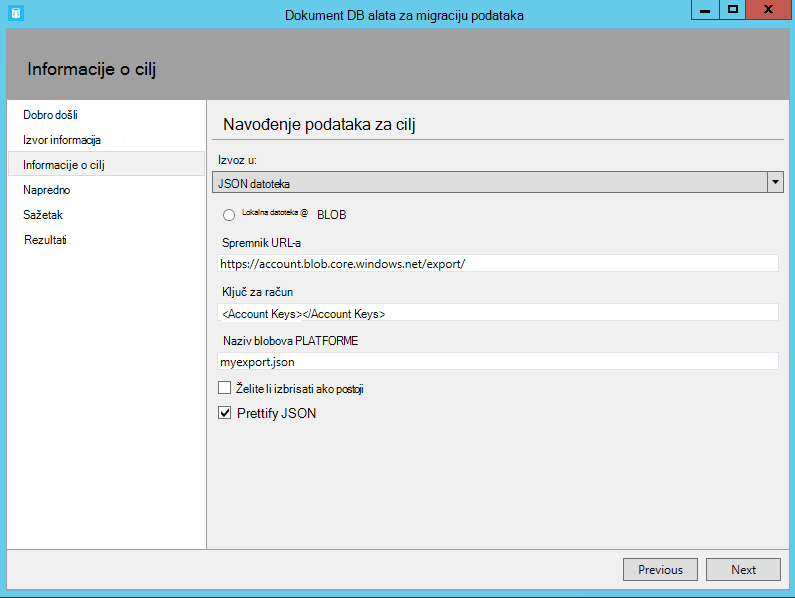 Dokument DB alata za migraciju podataka
Informacije o cilj
Dobro došli
Izvor informacija
Informacije o cilj
Napredno
Sažetak
Rezultati
Navođenje podataka za cilj
Izvoz u:
JSON datoteka
Lokalna datoteka @ BLOB
Spremnik URL-a
https://account.blob.core.windows.net/export/
Ključ za račun
<Account Keys></Account Keys>
Naziv blobova PLATFORME
myexport.json
Želite li izbrisati ako postoji
Prettify JSON
Previous Next